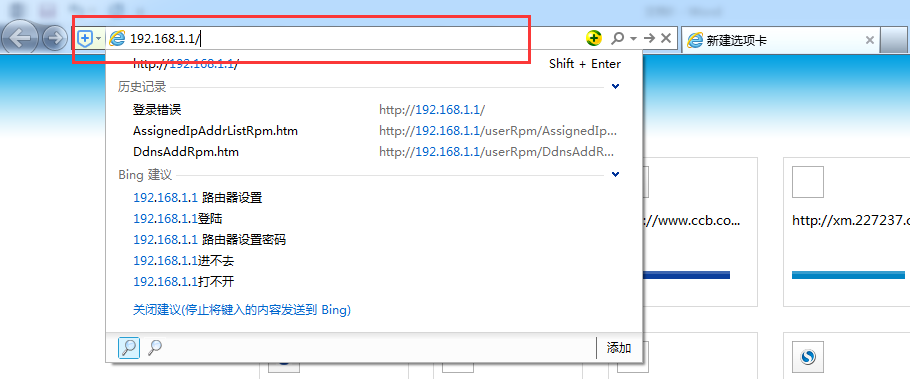 192.168.1.1/
新建选项卡
http://192.168.1.1/ Shift + Enter
历史记录
登录错误 http://192.168.1.1/
AssignedIpAddrListRpm.htm http://192.168.1.1/userRpm/AssignedIp...
DdnsAddRpm.htm http://192.168.1.1/userRpm/DdnsAddR...
Bing 建议
192.168.1.1 路由器设置
192.168.1.1登陆
192.168.1.1 路由器设置密码
192.168.1.1进不去
192.168.1.1打不开
关闭建议(停止将键入的内容发送到 Bing)
添加
://www.ccb.co...
http://xm.227237.c